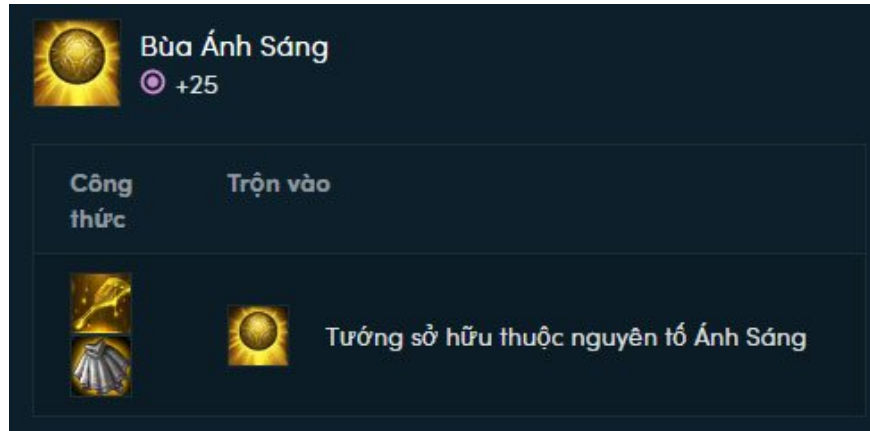 Bùa Ánh Sáng
+25
Công
thức
Trộn vào
Tướng sở hữu thuộc nguyên tố Ánh Sáng